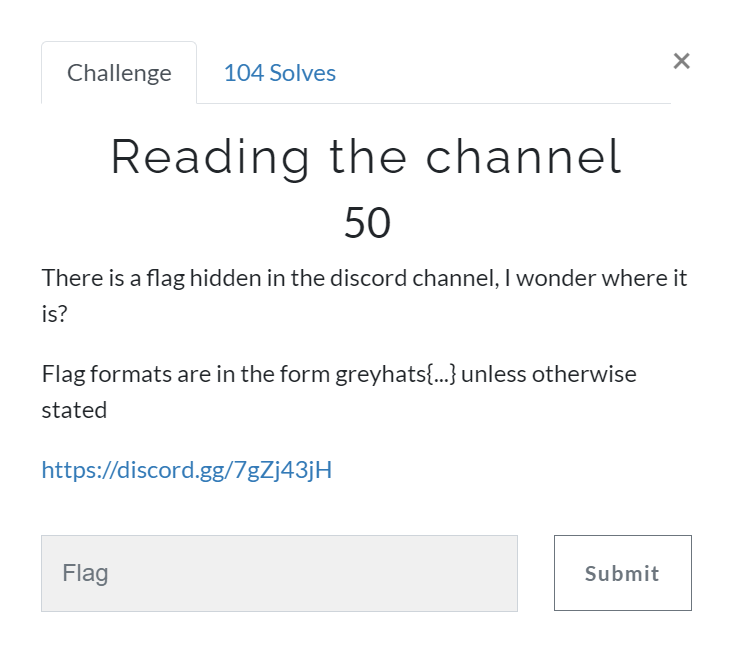 Challenge
104 Solves
×
Reading the channel
50
There is a flag hidden in the discord channel, I wonder where it
is?
Flag formats are in the form greyhats{...} unless otherwise
stated
https://discord.gg/7gZj43jH
Flag
Submit